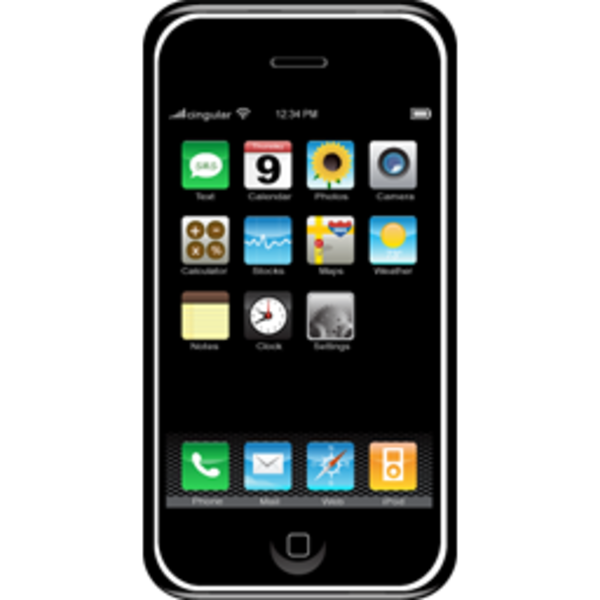 cingular 12:34 PM
Thursday
SMS 9
Text Calendar Photos Camera
Calculator Stocks Maps Weather
Notes Clock Settings
Phone Mail Web iPod